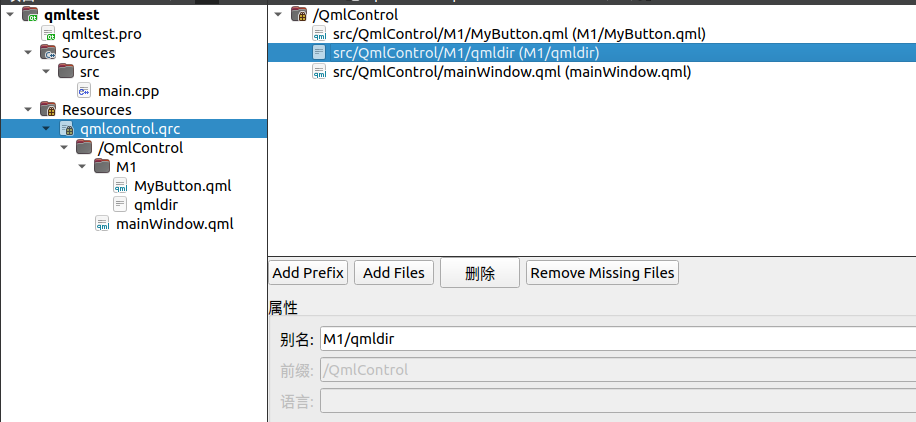 qmltest
qmltest.pro
Sources
src
main.cpp
Resources
qmlcontrol.qrc
/QmlControl
M1
MyButton.qml
qmldir
mainWindow.qml
/QmlControl
src/QmlControl/M1/MyButton.qml (M1/MyButton.qml)
src/QmlControl/M1/qmldir (M1/qmldir)
src/QmlControl/mainWindow.qml (mainWindow.qml)
Add Prefix Add Files 删除 Remove Missing Files
属性
别名: M1/qmldir
前缀: /QmlControl
语言: